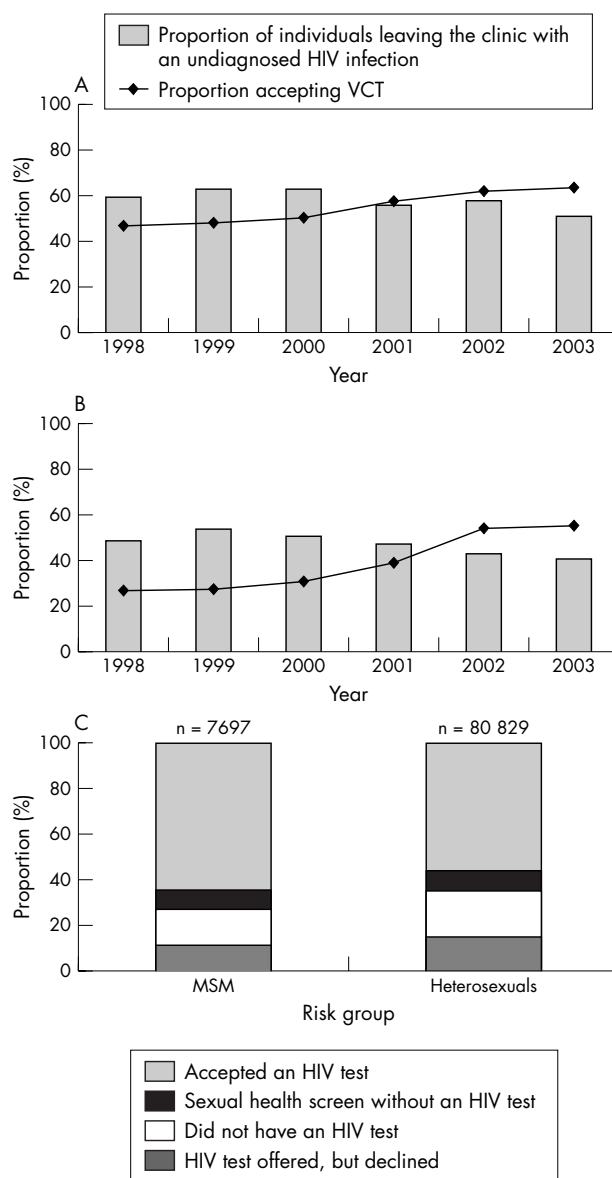 Proportion of individuals leaving the clinic with
an undiagnosed HIV infection
Proportion accepting VCT
A
100
80
60
40
20
0
Proportion (%)
1998 1999 2000 2001 2002 2003
Year
B
100
80
60
40
20
0
Proportion (%)
1998 1999 2000 2001 2002 2003
Year
C
n = 7697 n = 80 829
100
80
60
40
20
0
Proportion (%)
MSM Heterosexuals
Risk group
Accepted an HIV test
Sexual health screen without an HIV test
Did not have an HIV test
HIV test offered, but declined